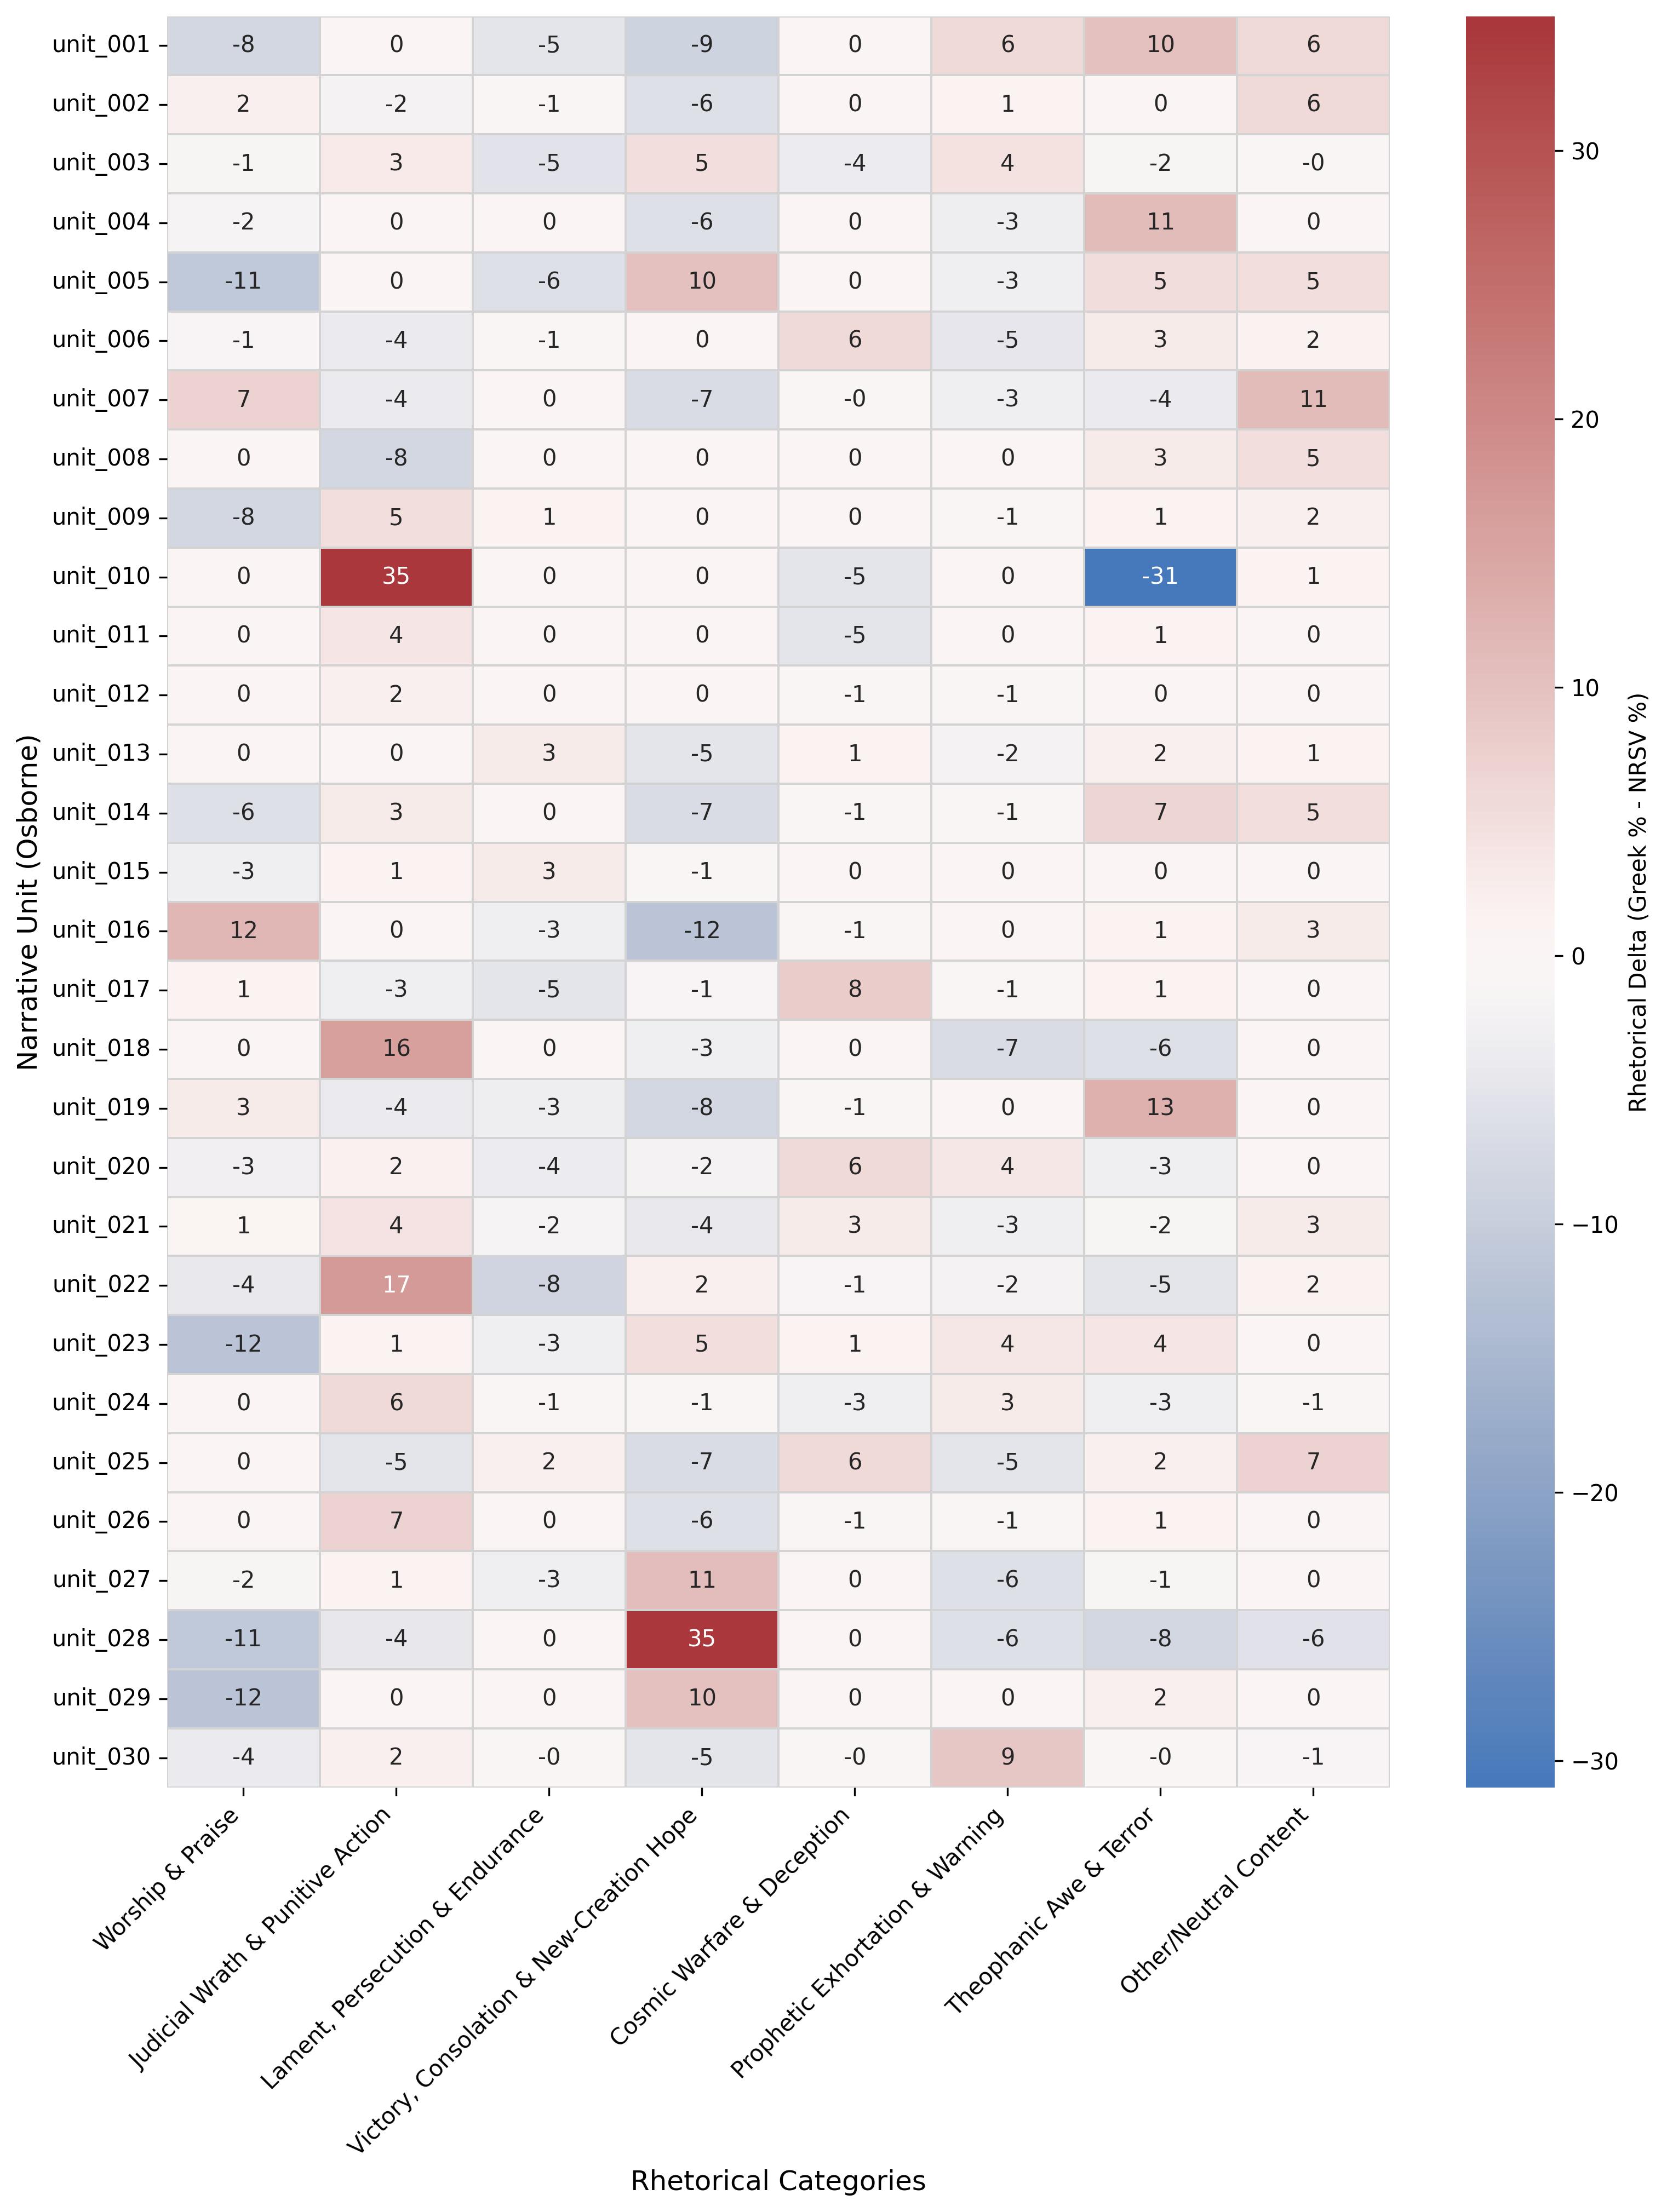 unit_001 -8 0 -5 -9 0 6 10 6
unit_002 2 -2 -1 -6 0 1 0 6
unit_003 -1 3 -5 5 -4 4 -2 -0
unit_004 -2 0 0 -6 0 -3 11 0
unit_005 -11 0 -6 10 0 -3 5 5
unit_006 -1 -4 -1 0 6 -5 3 2
unit_007 7 -4 0 -7 -0 -3 -4 11
unit_008 0 -8 0 0 0 0 3 5
unit_009 -8 5 1 0 0 -1 1 2
unit_010 0 35 0 0 -5 0 -31 1
unit_011 0 4 0 0 -5 0 1 0
unit_012 0 2 0 0 -1 -1 0 0
unit_013 0 0 3 -5 1 -2 2 1
unit_014 -6 3 0 -7 -1 -1 7 5
unit_015 -3 1 3 -1 0 0 0 0
unit_016 12 0 -3 -12 -1 0 1 3
unit_017 1 -3 -5 -1 8 -1 1 0
unit_018 0 16 0 -3 0 -7 -6 0
unit_019 3 -4 -3 -8 -1 0 13 0
unit_020 -3 2 -4 -2 6 4 -3 0
unit_021 1 4 -2 -4 3 -3 -2 3
unit_022 -4 17 -8 2 -1 -2 -5 2
unit_023 -12 1 -3 5 1 4 4 0
unit_024 0 6 -1 -1 -3 3 -3 -1
unit_025 0 -5 2 -7 6 -5 2 7
unit_026 0 7 0 -6 -1 -1 1 0
unit_027 -2 1 -3 11 0 -6 -1 0
unit_028 -11 -4 0 35 0 -6 -8 -6
unit_029 -12 0 0 10 0 0 2 0
unit_030 -4 2 -0 -5 -0 9 -0 -1
Narrative Unit (Osborne)
Worship & Praise
Judicial Wrath & Punitive Action
Lament, Persecution & Endurance
Victory, Consolation & New-Creation Hope
Cosmic Warfare & Deception
Prophetic Exhortation & Warning
Theophanic Awe & Terror
Other/Neutral Content
Rhetorical Categories
30
20
10
0
−10
−20
−30
Rhetorical Delta (Greek % - NRSV %)